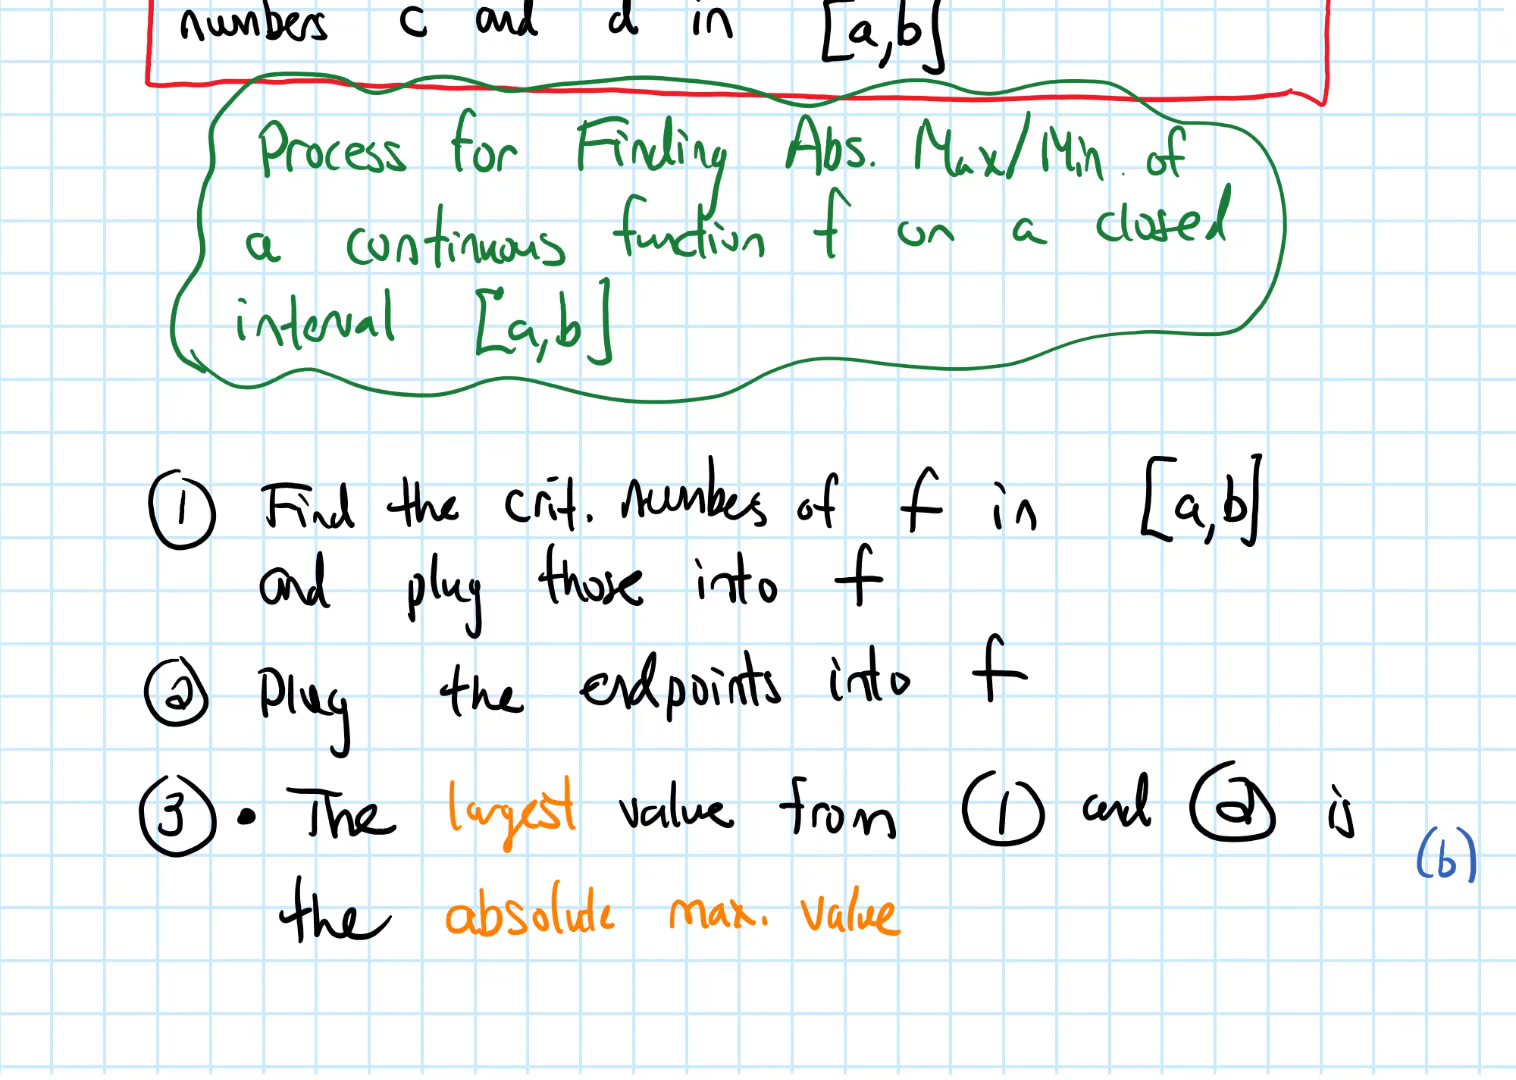 numbers c and d in [a,b]
Process for Finding Abs. Max/Min of
a continuous function f on a closed
interval [a,b]
① Find the crit. numbes of f in [a,b]
and plug those into f
② Plug the endpoints into f
③ • The largest value from ① and ② is
(b)
the absolute max. value